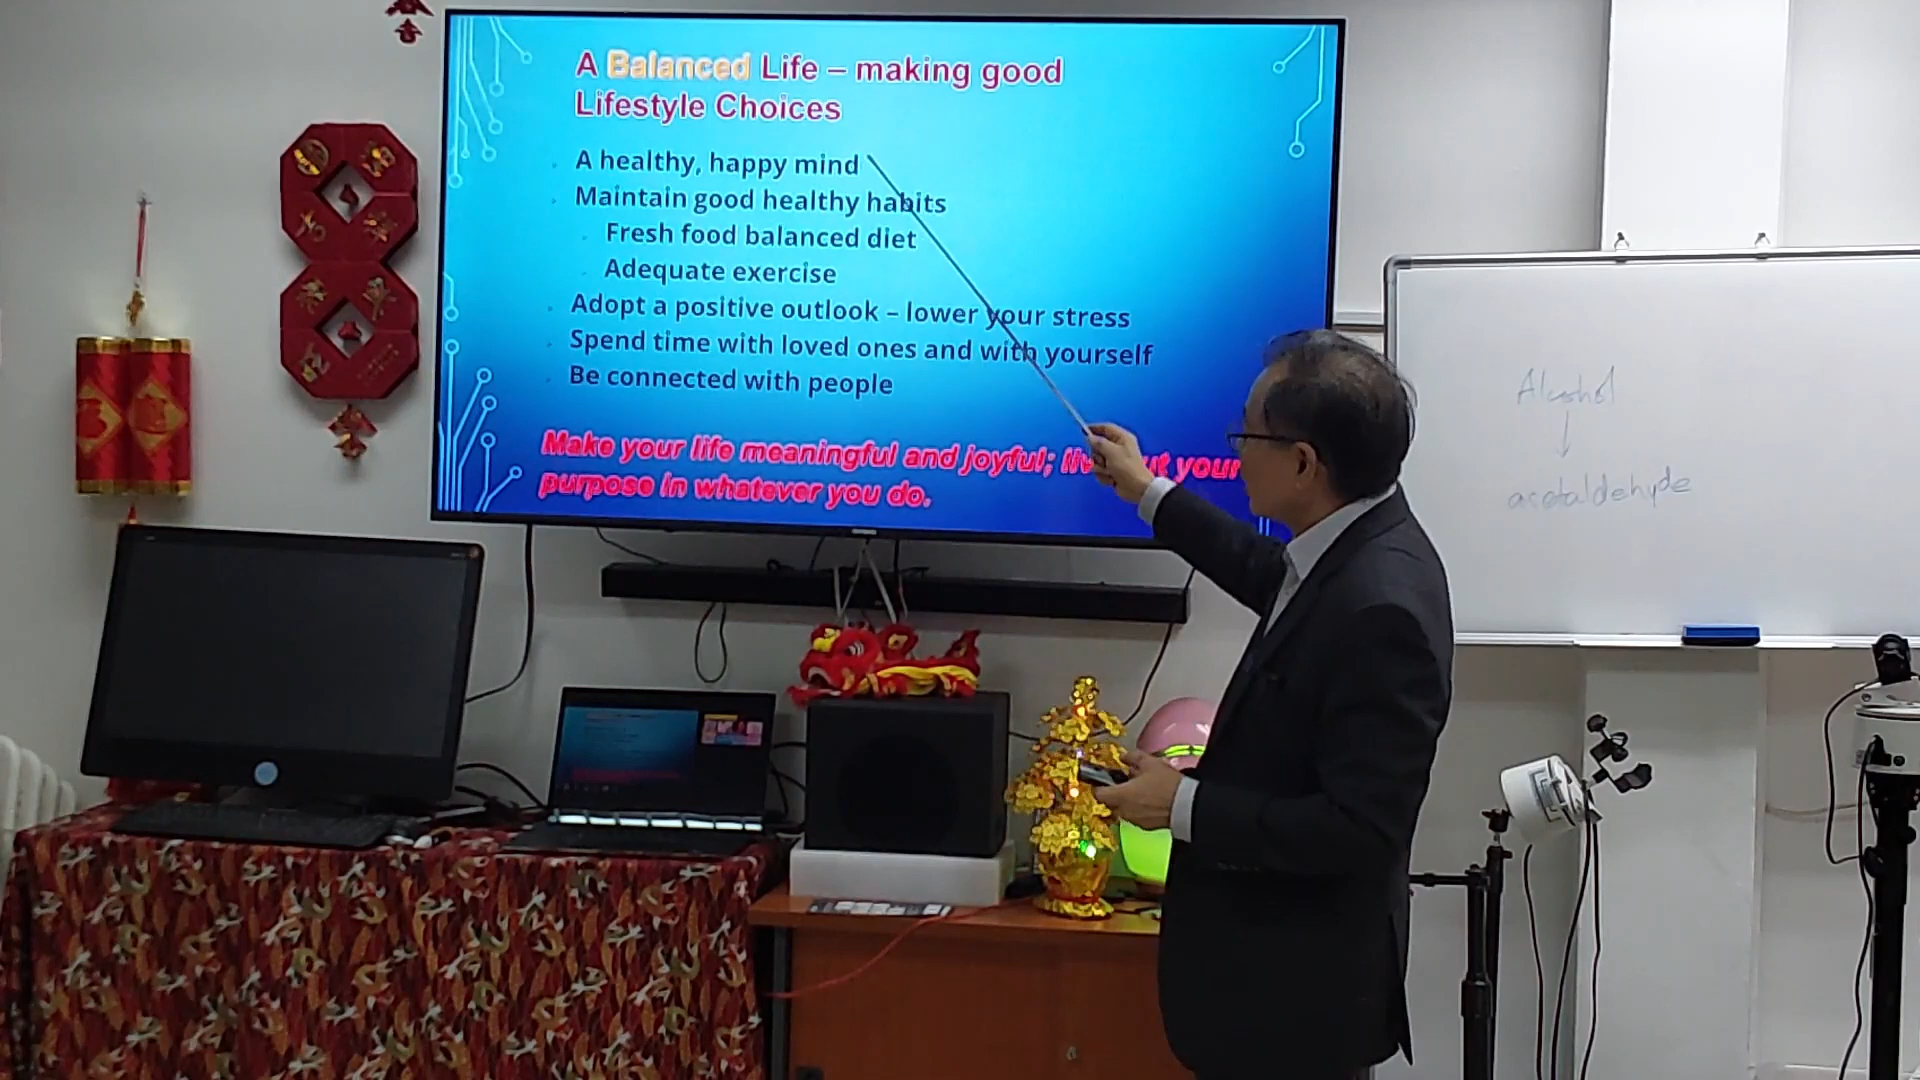 A Balanced Life – making good
Lifestyle Choices
A healthy, happy mind
Maintain good healthy habits
Fresh food balanced diet
Adequate exercise
Adopt a positive outlook – lower your stress
Spend time with loved ones and with yourself
Be connected with people
Make your life meaningful and joyful; your
purpose in whatever you do.
Alcohol
acetaldehyde